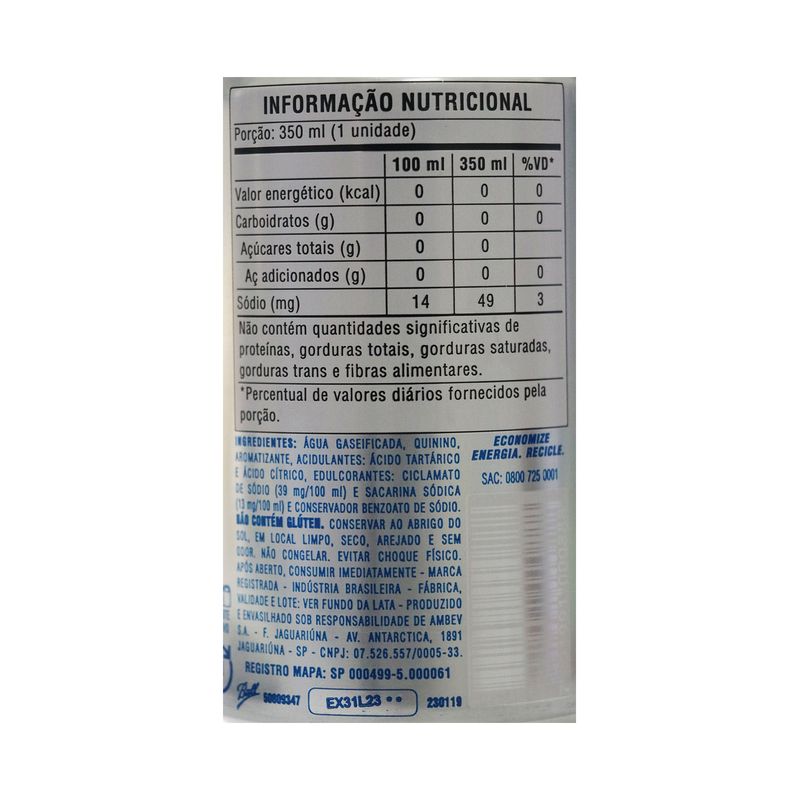 INFORMAÇÃO NUTRICIONAL
Porção: 350 ml (1 unidade)
100 ml 350 ml %VD*
Valor energético (kcal) 0 0 0
Carboidratos (g) 0 0 0
Açúcares totais (g) 0 0
Aç adicionados (g) 0 0 0
Sódio (mg) 14 49 3
Não contém quantidades significativas de
proteínas, gorduras totais, gorduras saturadas,
gorduras trans e fibras alimentares.
*Percentual de valores diários fornecidos pela
porção.
INGREDIENTES: ÁGUA GASEIFICADA, QUININO,
AROMATIZANTE, ACIDULANTES: ÁCIDO TARTÁRICO
E ÁCIDO CÍTRICO, EDULCORANTES: CICLAMATO
DE SÓDIO (39 mg/100 ml) E SACARINA SÓDICA
(13 mg/100 ml) E CONSERVADOR BENZOATO DE SÓDIO.
NÃO CONTÉM GLÚTEN. CONSERVAR AO ABRIGO DO
SOL, EM LOCAL LIMPO, SECO, AREJADO E SEM
ODOR. NÃO CONGELAR. EVITAR CHOQUE FÍSICO.
APÓS ABERTO, CONSUMIR IMEDIATAMENTE - MARCA
REGISTRADA - INDÚSTRIA BRASILEIRA - FÁBRICA,
VALIDADE E LOTE: VER FUNDO DA LATA - PRODUZIDO
E ENVASILHADO SOB RESPONSABILIDADE DE AMBEV
S.A. - F. JAGUARIÚNA - AV. ANTARCTICA, 1891
JAGUARIÚNA - SP - CNPJ: 07.526.557/0005-33.
REGISTRO MAPA: SP 000499-5.000061
Ball 50809347 EX31L23 ** 230119
ECONOMIZE
ENERGIA. RECICLE.
SAC: 0800 725 0001